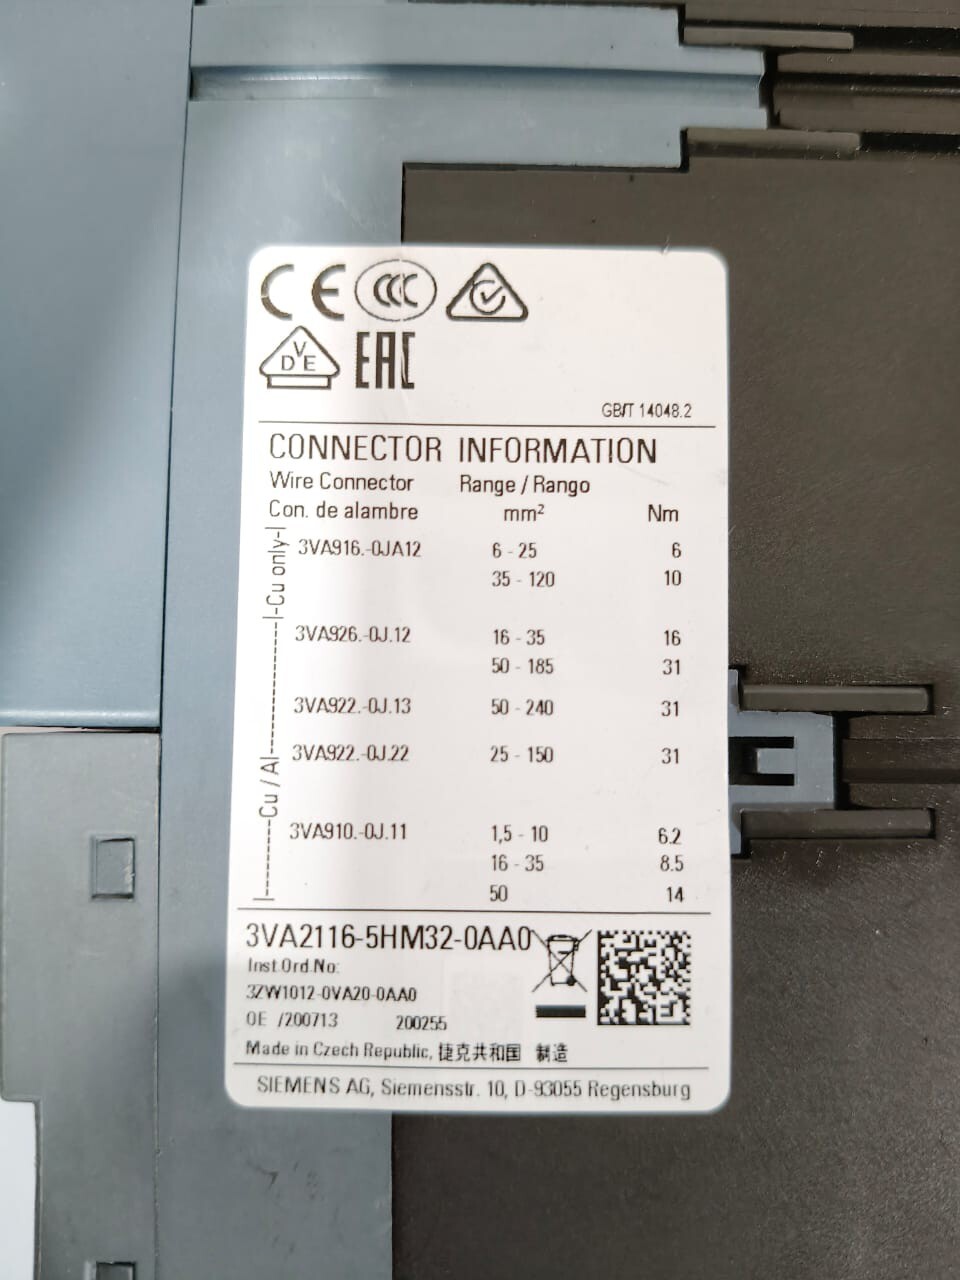 CE CCC
VDE EAC
GB/T 14048.2
CONNECTOR INFORMATION
Wire Connector Range / Rango
Con. de alambre mm² Nm
|-Cu only-|
3VA916.-0JA12 6 - 25 6
35 - 120 10
|--------Cu / Al---------------|
3VA926.-0J.12 16 - 35 16
50 - 185 31
3VA922.-0J.13 50 - 240 31
3VA922.-0J.22 25 - 150 31
3VA910.-0J.11 1,5 - 10 6.2
16 - 35 8.5
50 14
3VA2116-5HM32-0AA0
Inst.Ord.No:
3ZW1012-0VA20-0AA0
OE /200713 200255
Made in Czech Republic, 捷克共和国 制造
SIEMENS AG, Siemensstr. 10, D-93055 Regensburg